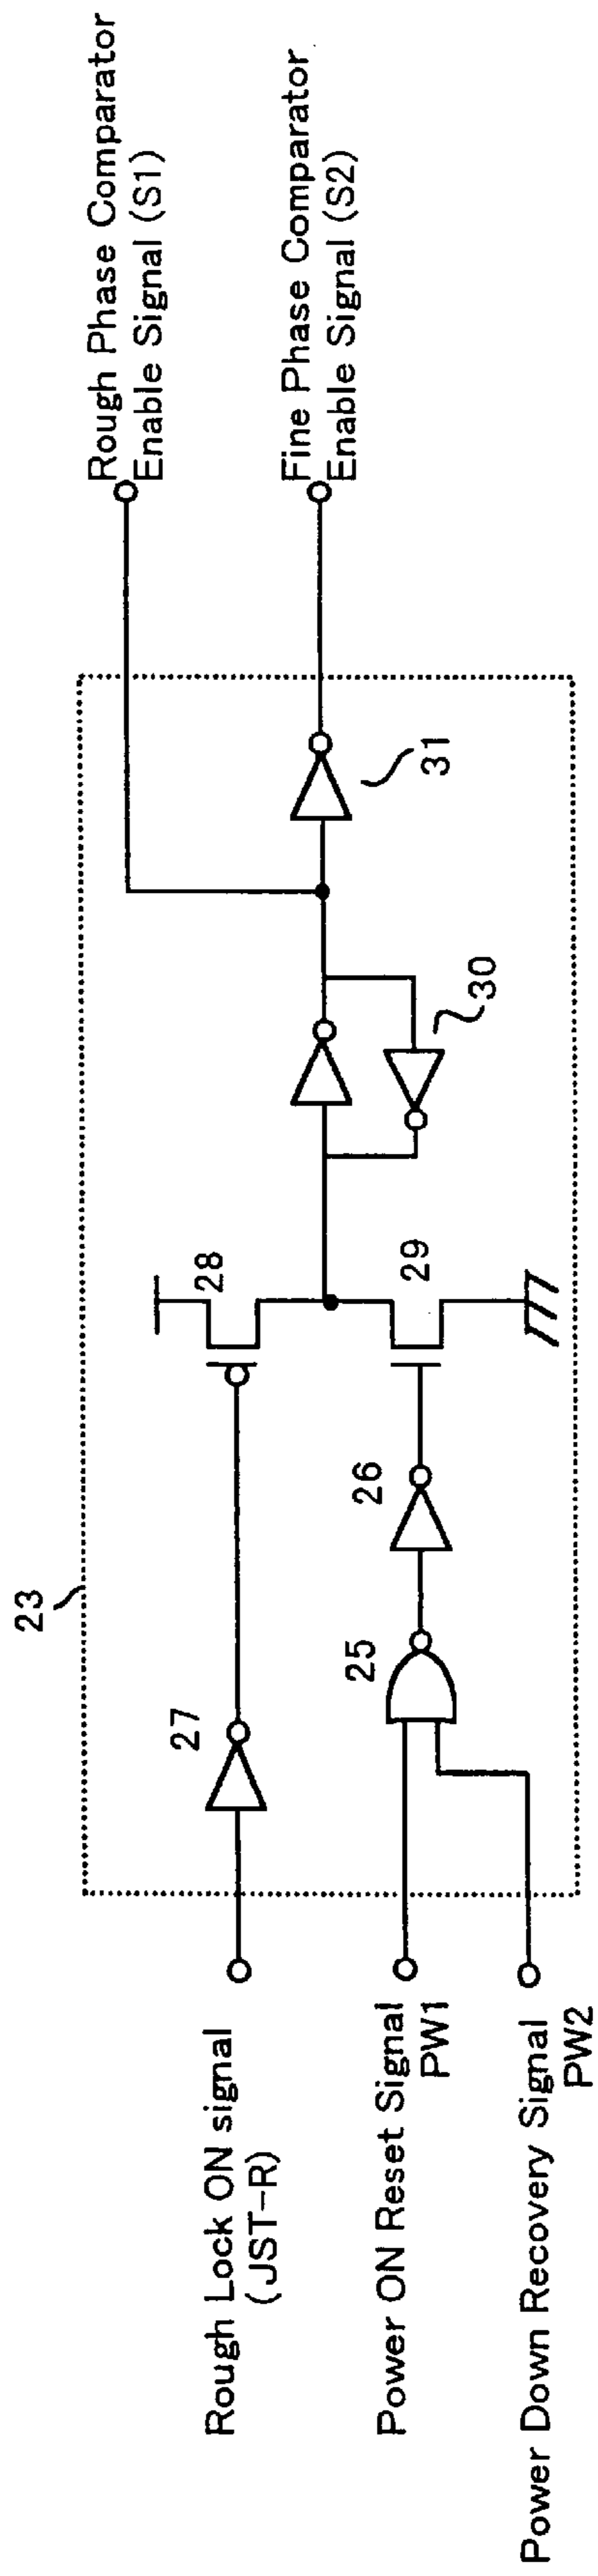 23
Rough Lock ON signal
(JST-R)
27
28
Rough Phase Comparator
Enable Signal (S1)
Power ON Reset Signal
PW1
25
26
29
30
31
Fine Phase Comparator
Enable Signal (S2)
Power Down Recovery Signal
PW2